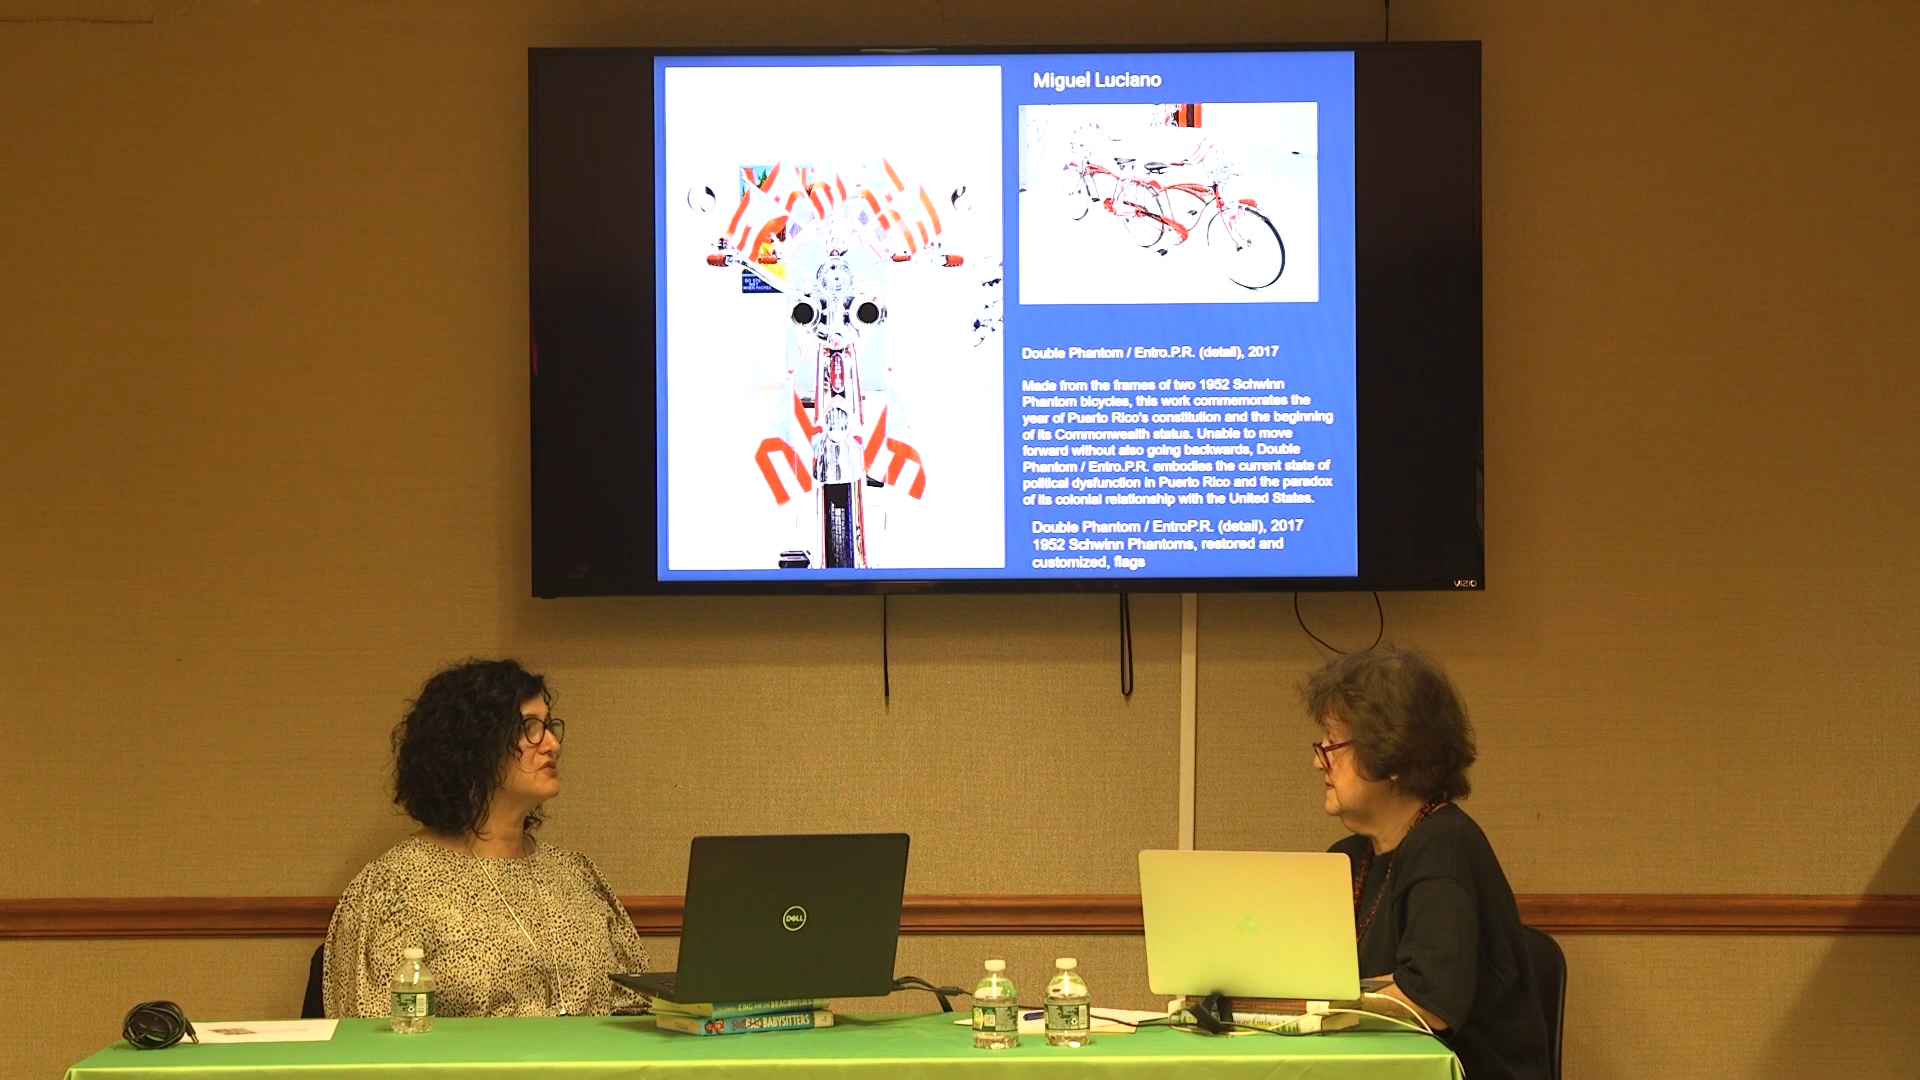 Miguel Luciano
Double Phantom / Entro.P.R. (detail), 2017
Made from the frames of two 1952 Schwinn
Phantom bicycles, this work commemorates the
year of Puerto Rico's constitution and the beginning
of its Commonwealth status. Unable to move
forward without also going backwards, Double
Phantom / Entro.P.R. embodies the current state of
political dysfunction in Puerto Rico and the paradox
of its colonial relationship with the United States.
Double Phantom / EntroP.R. (detail), 2017
1952 Schwinn Phantoms, restored and
customized, flags
VIZIO
DELL
DRAGONFLIES
BABYSITTERS